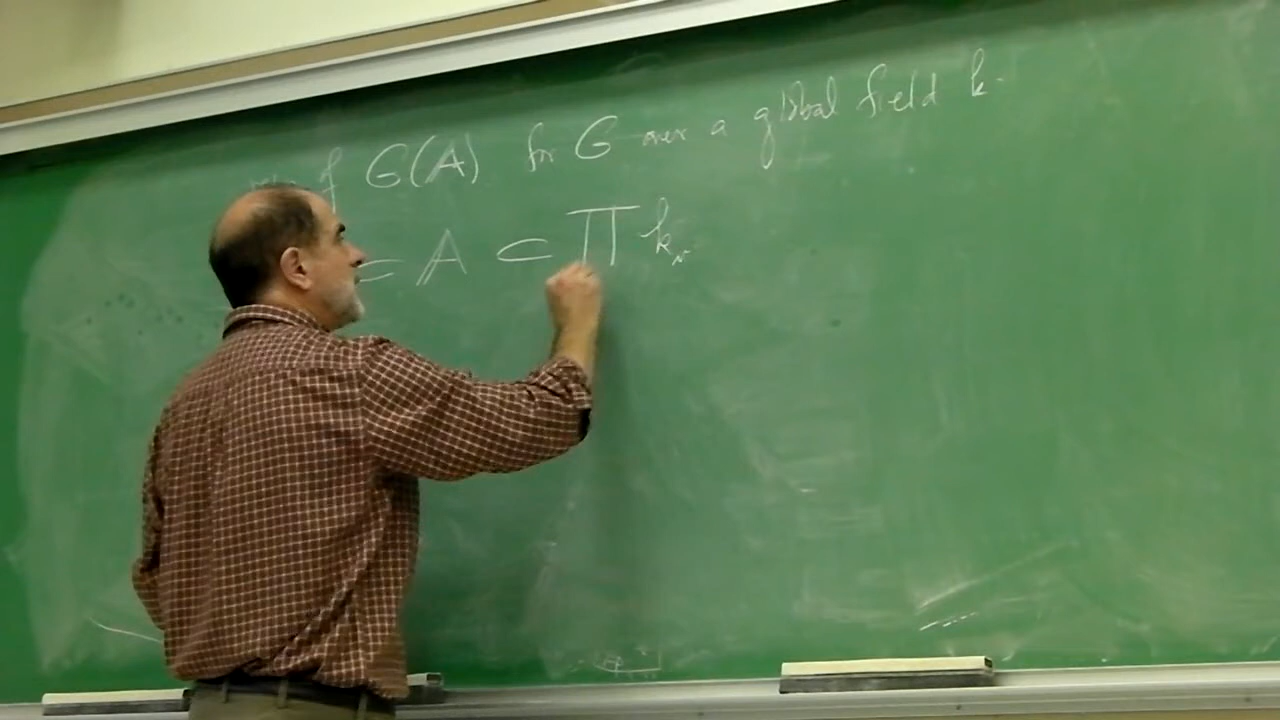 of G(𝔸) for G over a global field k.
= 𝔸 ⊂ ∏ k_v